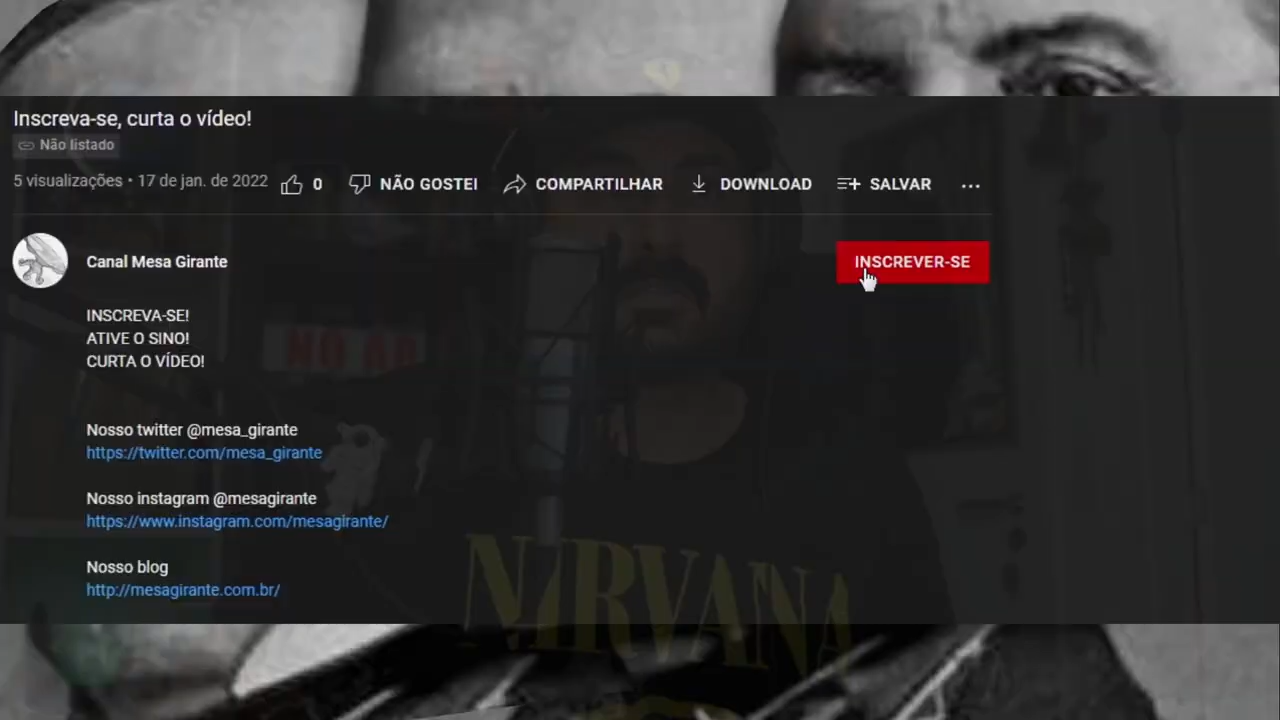 Inscreva-se, curta o vídeo!
Não listado
5 visualizações • 17 de jan. de 2022 0 NÃO GOSTEI COMPARTILHAR DOWNLOAD SALVAR ...
Canal Mesa Girante INSCREVER-SE
INSCREVA-SE!
ATIVE O SINO!
CURTA O VÍDEO!
NO AR
Nosso twitter @mesa_girante
https://twitter.com/mesa_girante
Nosso instagram @mesagirante
https://www.instagram.com/mesagirante/
Nosso blog
http://mesagirante.com.br/
NIRVANA